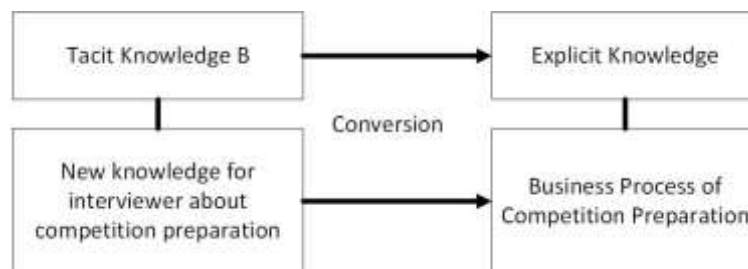 Tacit Knowledge B
Explicit Knowledge
Conversion
New knowledge for
interviewer about
competition preparation
Business Process of
Competition Preparation